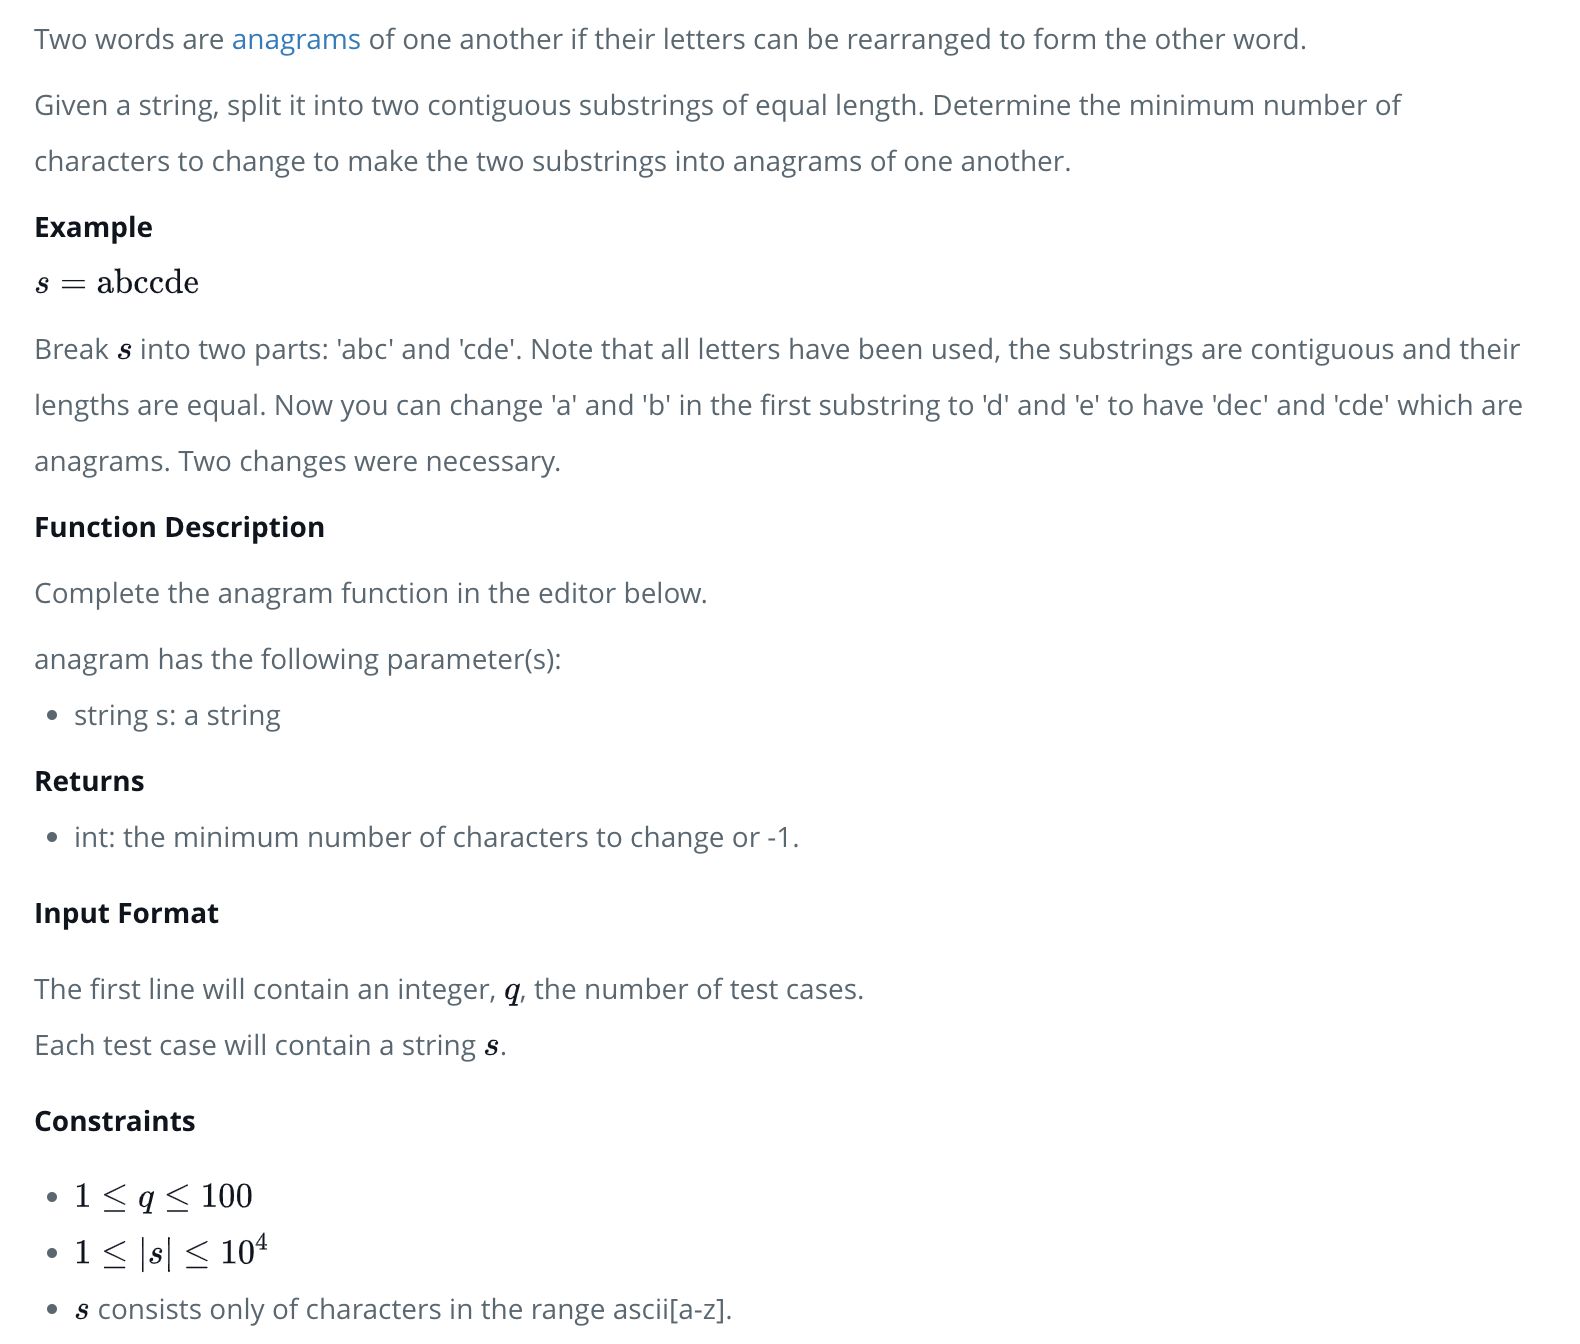 Two words are anagrams of one another if their letters can be rearranged to form the other word.
Given a string, split it into two contiguous substrings of equal length. Determine the minimum number of
characters to change to make the two substrings into anagrams of one another.
Example
s = abccde
Break s into two parts: 'abc' and 'cde'. Note that all letters have been used, the substrings are contiguous and their
lengths are equal. Now you can change 'a' and 'b' in the first substring to 'd' and 'e' to have 'dec' and 'cde' which are
anagrams. Two changes were necessary.
Function Description
Complete the anagram function in the editor below.
anagram has the following parameter(s):
• string s: a string
Returns
• int: the minimum number of characters to change or -1.
Input Format
The first line will contain an integer, q, the number of test cases.
Each test case will contain a string s.
Constraints
• 1 ≤ q ≤ 100
• 1 ≤ |s| ≤ 10⁴
• s consists only of characters in the range ascii[a-z].